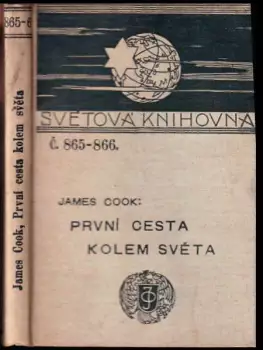 865-6
James Cook, První cesta kolem světa
SVĚTOVÁ KNIHOVNA
Č. 865-866.
JAMES COOK:
PRVNÍ CESTA
KOLEM SVĚTA